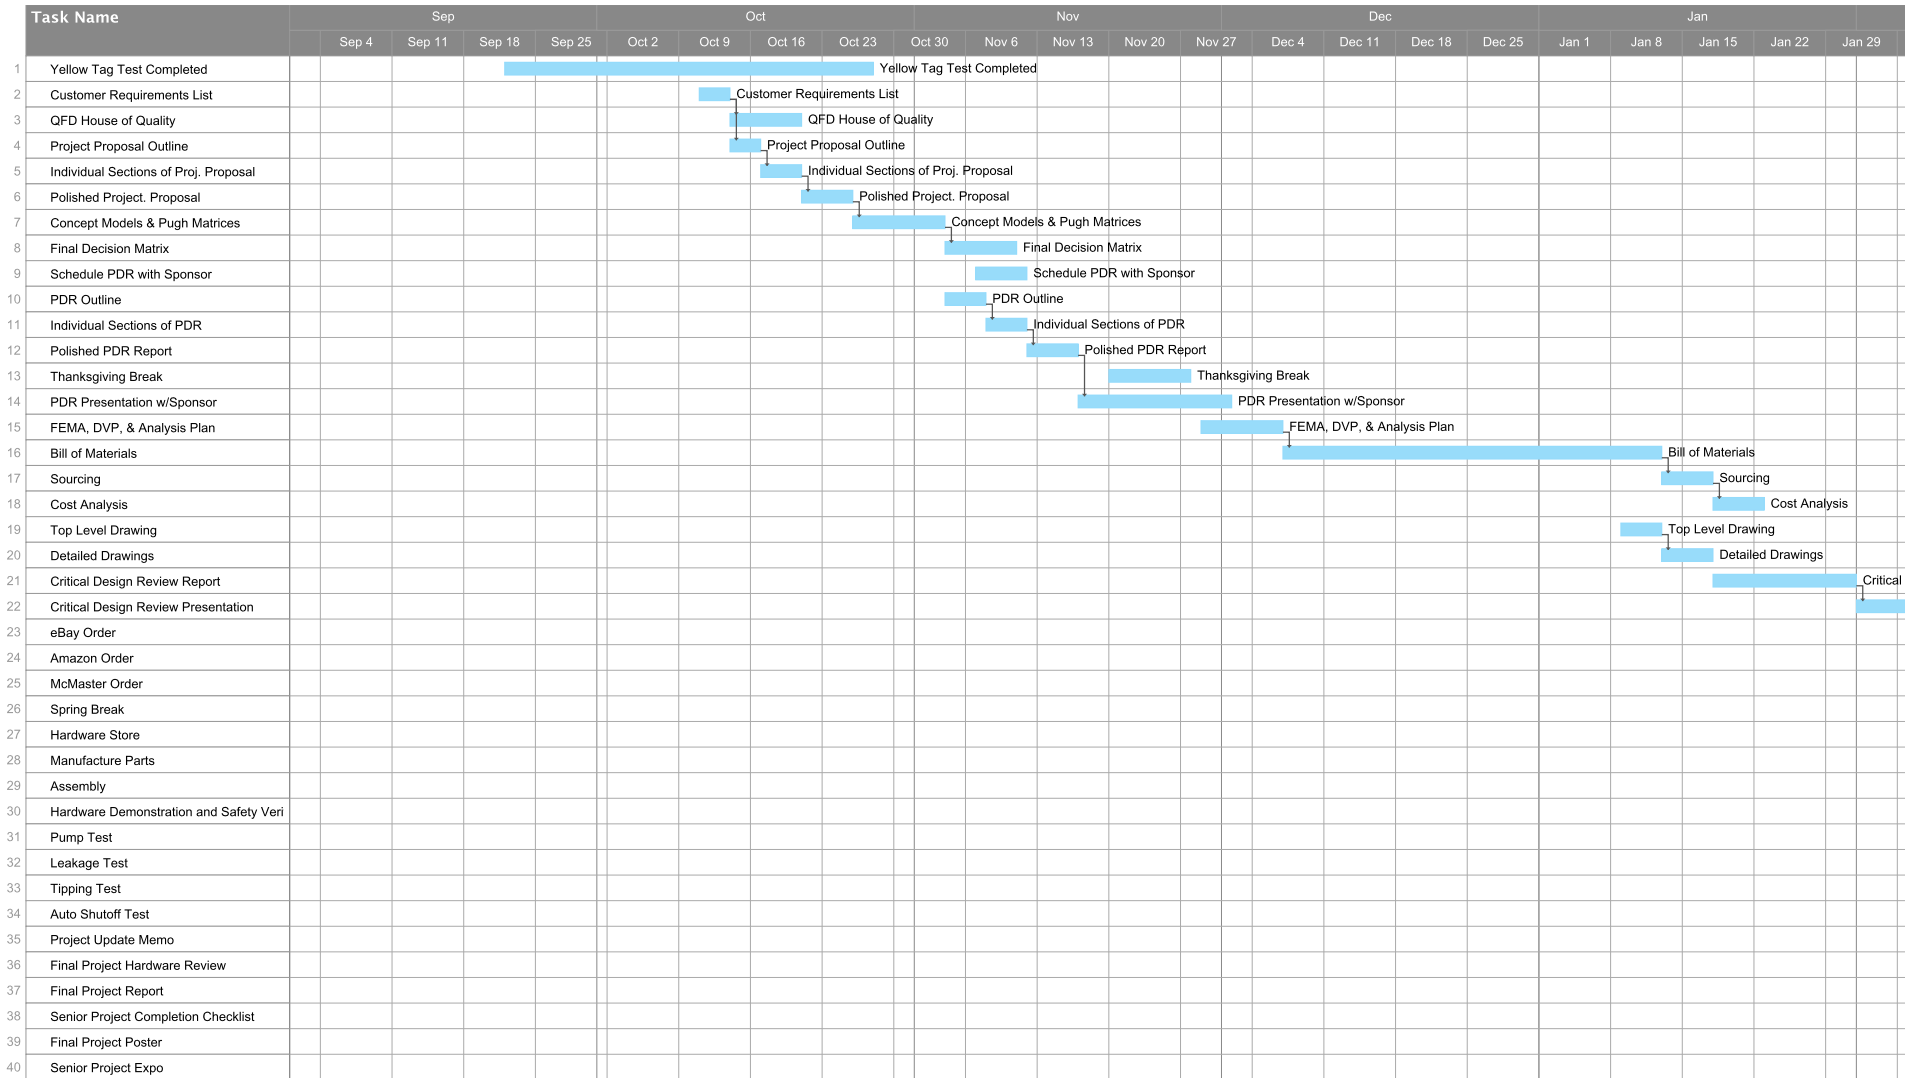 Task Name
Sep Oct Nov Dec Jan
Sep 4 Sep 11 Sep 18 Sep 25 Oct 2 Oct 9 Oct 16 Oct 23 Oct 30 Nov 6 Nov 13 Nov 20 Nov 27 Dec 4 Dec 11 Dec 18 Dec 25 Jan 1 Jan 8 Jan 15 Jan 22 Jan 29
1 Yellow Tag Test Completed Yellow Tag Test Completed
2 Customer Requirements List Customer Requirements List
3 QFD House of Quality QFD House of Quality
4 Project Proposal Outline Project Proposal Outline
5 Individual Sections of Proj. Proposal Individual Sections of Proj. Proposal
6 Polished Project. Proposal Polished Project. Proposal
7 Concept Models & Pugh Matrices Concept Models & Pugh Matrices
8 Final Decision Matrix Final Decision Matrix
9 Schedule PDR with Sponsor Schedule PDR with Sponsor
10 PDR Outline PDR Outline
11 Individual Sections of PDR Individual Sections of PDR
12 Polished PDR Report Polished PDR Report
13 Thanksgiving Break Thanksgiving Break
14 PDR Presentation w/Sponsor PDR Presentation w/Sponsor
15 FEMA, DVP, & Analysis Plan FEMA, DVP, & Analysis Plan
16 Bill of Materials Bill of Materials
17 Sourcing Sourcing
18 Cost Analysis Cost Analysis
19 Top Level Drawing Top Level Drawing
20 Detailed Drawings Detailed Drawings
21 Critical Design Review Report Critical
22 Critical Design Review Presentation
23 eBay Order
24 Amazon Order
25 McMaster Order
26 Spring Break
27 Hardware Store
28 Manufacture Parts
29 Assembly
30 Hardware Demonstration and Safety Veri
31 Pump Test
32 Leakage Test
33 Tipping Test
34 Auto Shutoff Test
35 Project Update Memo
36 Final Project Hardware Review
37 Final Project Report
38 Senior Project Completion Checklist
39 Final Project Poster
40 Senior Project Expo